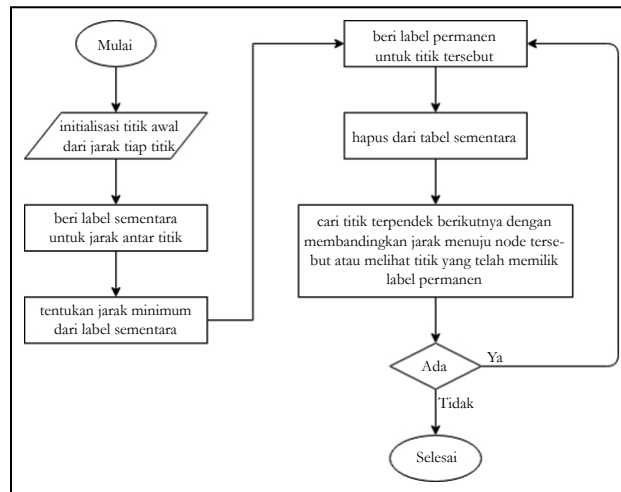 Mulai
initialisasi titik awal
dari jarak tiap titik
beri label sementara
untuk jarak antar titik
tentukan jarak minimum
dari label sementara
beri label permanen
untuk titik tersebut
hapus dari tabel sementara
cari titik terpendek berikutnya dengan
membandingkan jarak menuju node terse-
but atau melihat titik yang telah memilik
label permanen
Ada
Ya
Tidak
Selesai